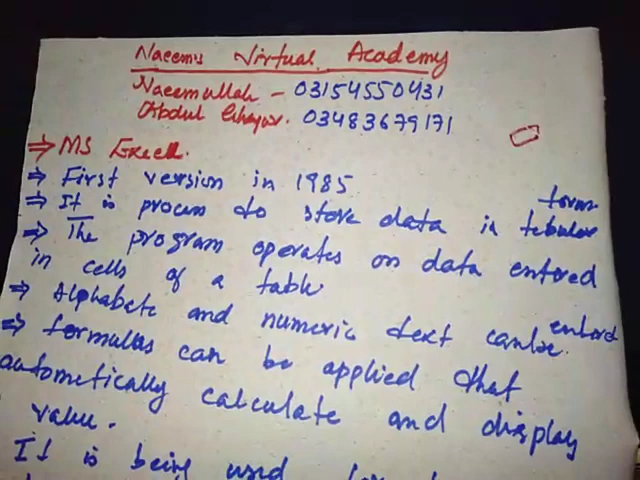 Naeems Virtual Academy
Naeemullah - 03154550431
Abdul Ghayur. 03483679171
⇒ MS Excel.
⇒ First version in 1985
⇒ It is process to store data in tabular form
⇒ The program operates on data entered
in cells of a table
⇒ Alphabete and numeric text can be entered
⇒ formullas can be applied that
automatically calculate and display
value.
It is being used